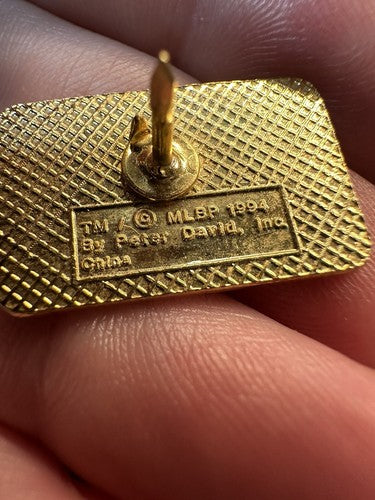 TM / © MLBP 1994
By Peter David, Inc.
China